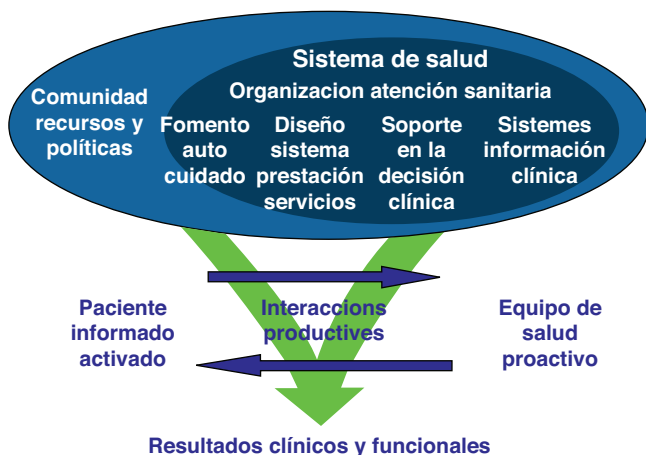 Sistema de salud
Organizacion atención sanitaria
Comunidad
recursos y
políticas
Fomento
auto
cuidado
Diseño
sistema
prestación
servicios
Soporte
en la
decisión
clínica
Sistemes
información
clínica
Paciente
informado
activado
Interaccions
productives
Equipo de
salud
proactivo
Resultados clínicos y funcionales